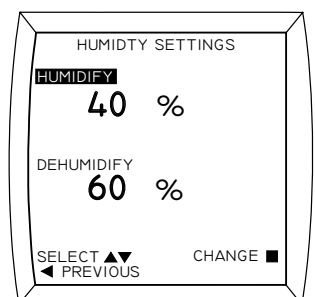 HUMIDTY SETTINGS
HUMIDIFY
40 %
DEHUMIDIFY
60 %
SELECT ▲▼ CHANGE ■
◀ PREVIOUS